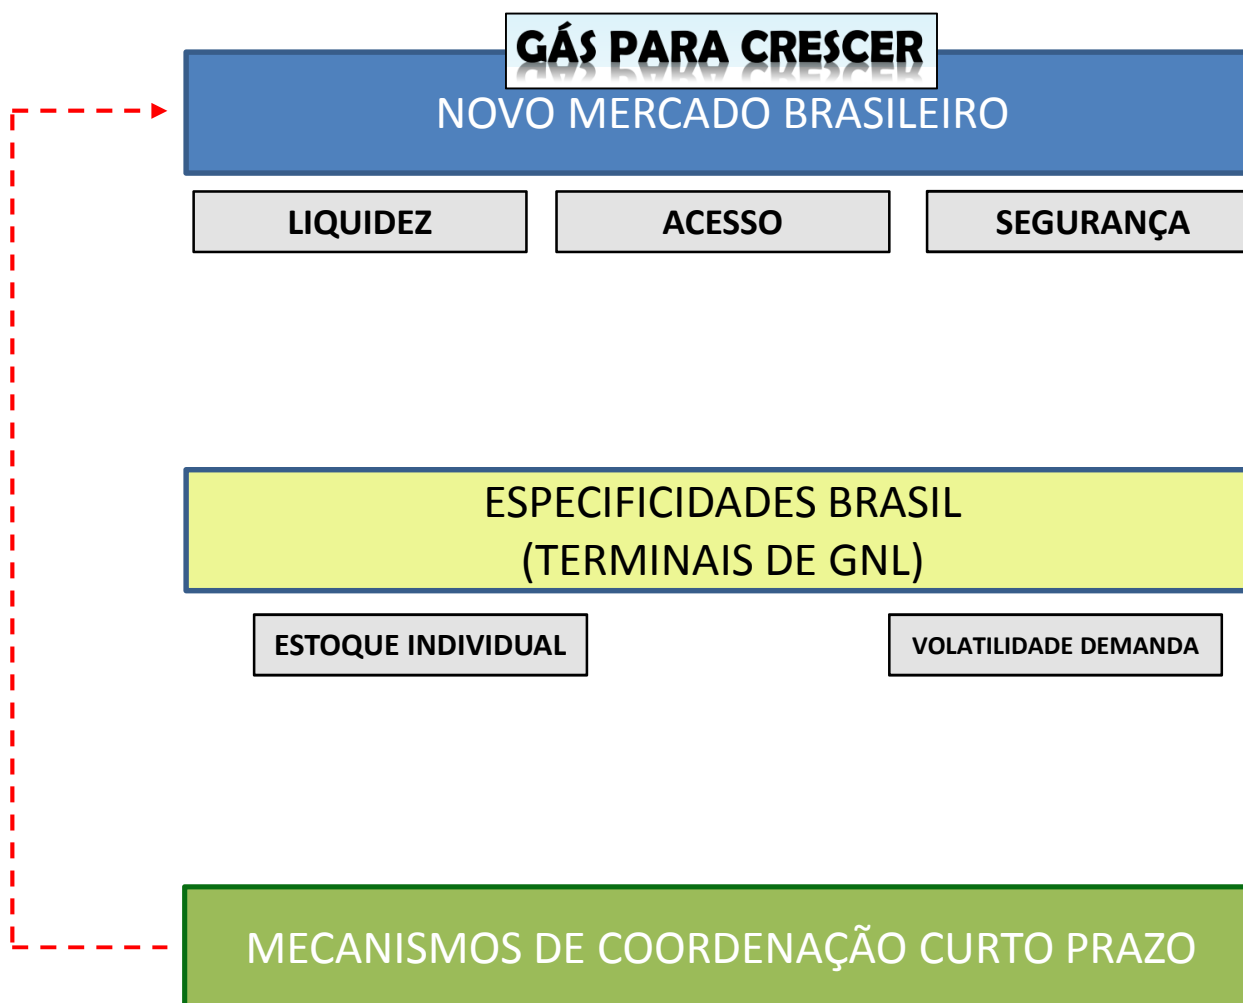 GÁS PARA CRESCER
NOVO MERCADO BRASILEIRO
LIQUIDEZ
ACESSO
SEGURANÇA
ESPECIFICIDADES BRASIL
(TERMINAIS DE GNL)
ESTOQUE INDIVIDUAL
VOLATILIDADE DEMANDA
MECANISMOS DE COORDENAÇÃO CURTO PRAZO